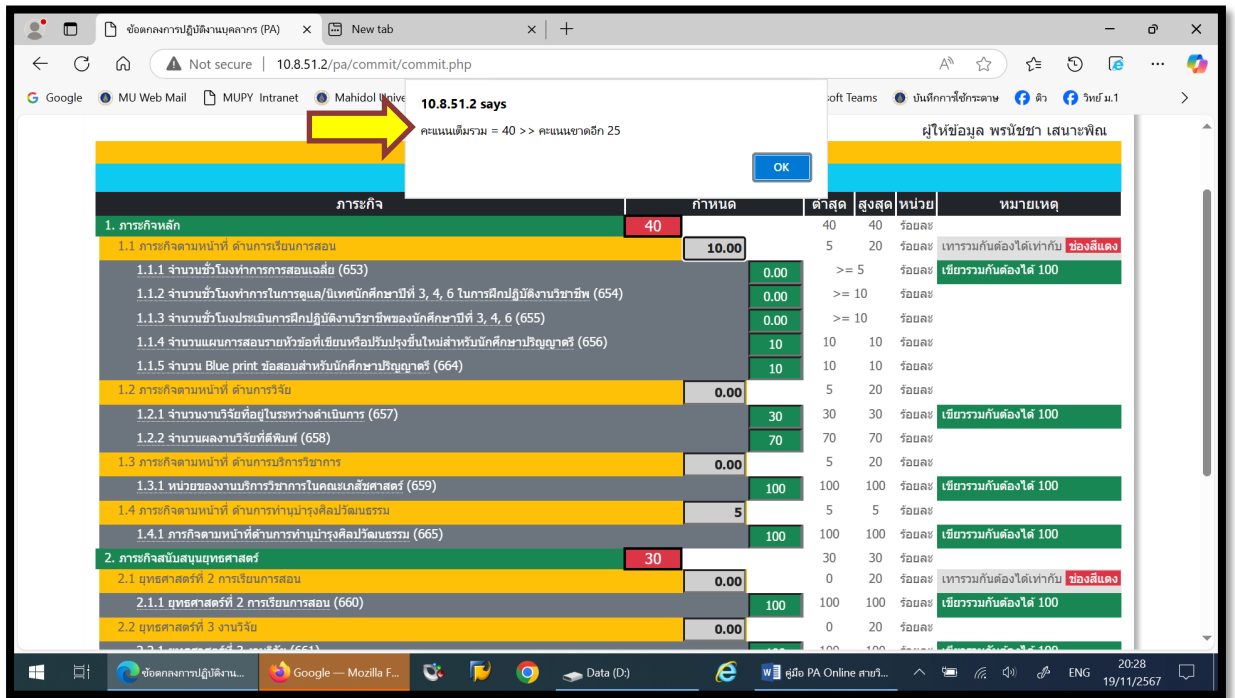 ข้อตกลงการปฏิบัติงานบุคลากร (PA)
New tab
Not secure
10.8.51.2/pa/commit/commit.php
Google
MU Web Mail
MUPY Intranet
Mahidol
soft Teams
บันทึกการใช้กระดาษ
ติว
วิทย์ ม.1
10.8.51.2 says
คะแนนเต็มรวม = 40 >> คะแนนขาดอีก 25
OK
ผู้ให้ข้อมูล พรนัชชา เสนาะพิณ
ภาระกิจ กำหนด ต่ำสุด สูงสุด หน่วย หมายเหตุ
1. ภาระกิจหลัก 40 40 40 ร้อยละ
1.1 ภาระกิจตามหน้าที่ ด้านการเรียนการสอน 10.00 5 20 ร้อยละ เทารวมกันต้องได้เท่ากับ ช่องสีแดง
1.1.1 จำนวนชั่วโมงทำการการสอนเฉลี่ย (653) 0.00 >= 5 ร้อยละ เขียวรวมกันต้องได้ 100
1.1.2 จำนวนชั่วโมงทำการในการดูแล/นิเทศนักศึกษาปีที่ 3, 4, 6 ในการฝึกปฏิบัติงานวิชาชีพ (654) 0.00 >= 10 ร้อยละ
1.1.3 จำนวนชั่วโมงประเมินการฝึกปฏิบัติงานวิชาชีพของนักศึกษาปีที่ 3, 4, 6 (655) 0.00 >= 10 ร้อยละ
1.1.4 จำนวนแผนการสอนรายหัวข้อที่เขียนหรือปรับปรุงขึ้นใหม่สำหรับนักศึกษาปริญญาตรี (656) 10 10 10 ร้อยละ
1.1.5 จำนวน Blue print ข้อสอบสำหรับนักศึกษาปริญญาตรี (664) 10 10 10 ร้อยละ
1.2 ภาระกิจตามหน้าที่ ด้านการวิจัย 0.00 5 20 ร้อยละ
1.2.1 จำนวนงานวิจัยที่อยู่ในระหว่างดำเนินการ (657) 30 30 30 ร้อยละ เขียวรวมกันต้องได้ 100
1.2.2 จำนวนผลงานวิจัยที่ตีพิมพ์ (658) 70 70 70 ร้อยละ
1.3 ภาระกิจตามหน้าที่ ด้านการบริการวิชาการ 0.00 5 20 ร้อยละ
1.3.1 หน่วยของงานบริการวิชาการในคณะเภสัชศาสตร์ (659) 100 100 100 ร้อยละ เขียวรวมกันต้องได้ 100
1.4 ภาระกิจตามหน้าที่ ด้านการทำนุบำรุงศิลปวัฒนธรรม 5 5 5 ร้อยละ
1.4.1 ภารกิจตามหน้าที่ด้านการทำนุบำรุงศิลปวัฒนธรรม (665) 100 100 100 ร้อยละ เขียวรวมกันต้องได้ 100
2. ภาระกิจสนับสนุนยุทธศาสตร์ 30 30 30 ร้อยละ
2.1 ยุทธศาสตร์ที่ 2 การเรียนการสอน 0.00 0 20 ร้อยละ เทารวมกันต้องได้เท่ากับ ช่องสีแดง
2.1.1 ยุทธศาสตร์ที่ 2 การเรียนการสอน (660) 100 100 100 ร้อยละ เขียวรวมกันต้องได้ 100
2.2 ยุทธศาสตร์ที่ 3 งานวิจัย 0.00 0 20 ร้อยละ
ข้อตกลงการปฏิบัติงาน...
Google — Mozilla F...
Data (D:)
คู่มือ PA Online สายวิ...
ENG
20:28
19/11/2567